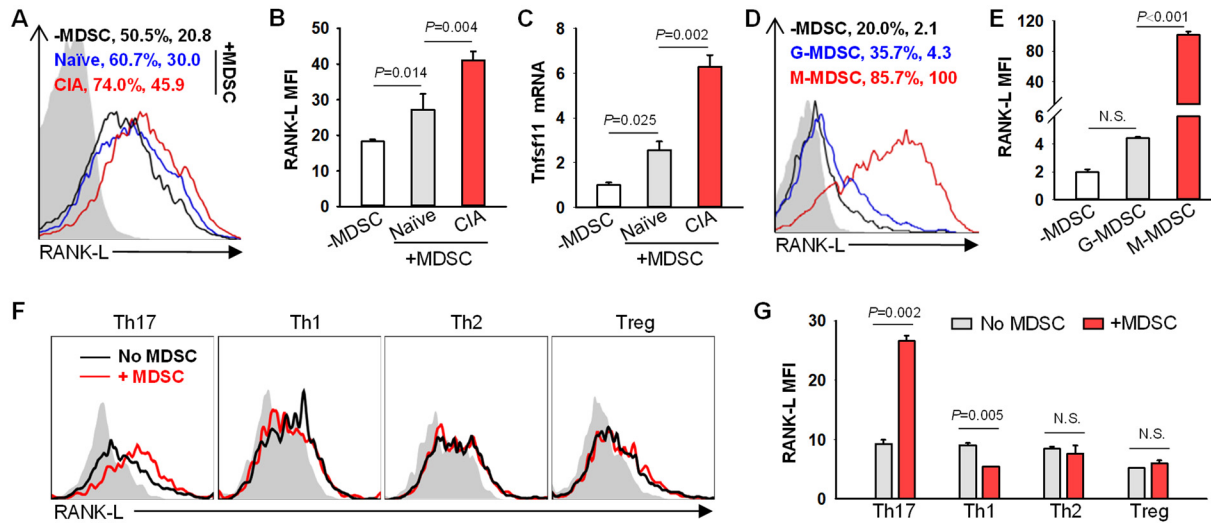 A
-MDSC, 50.5%, 20.8
Naïve, 60.7%, 30.0
CIA, 74.0%, 45.9
+MDSC
RANK-L
B
RANK-L MFI
50
40
30
20
10
0
P=0.014
P=0.004
-MDSC
Naïve
CIA
+MDSC
C
Tnfsf11 mRNA
8
6
4
2
0
P=0.025
P=0.002
-MDSC
Naïve
CIA
+MDSC
D
-MDSC 20.0%, 2.1
G-MDSC, 35.7%, 4.3
M-MDSC, 85.7%, 100
RANK-L
E
RANK-L MFI
120
100
80
60
40
6
4
2
0
N.S.
P<0.001
-MDSC
G-MDSC
M-MDSC
F
Th17
Th1
Th2
Treg
No MDSC
+ MDSC
RANK-L
G
RANK-L MFI
30
20
10
0
No MDSC
+MDSC
P=0.002
P=0.005
N.S.
N.S.
Th17
Th1
Th2
Treg